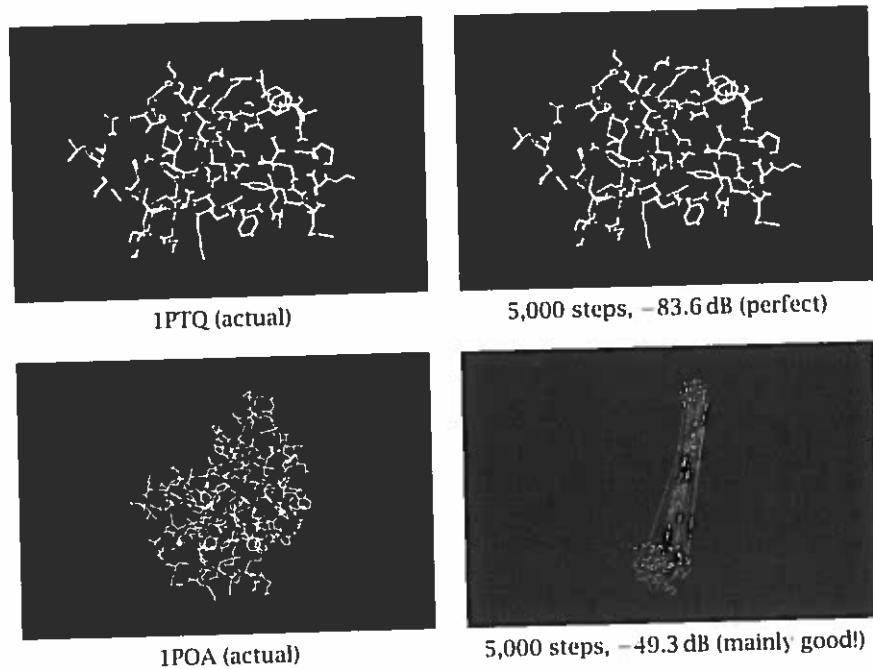 1PTQ (actual)
5,000 steps, −83.6 dB (perfect)
1POA (actual)
5,000 steps, −49.3 dB (mainly good!)